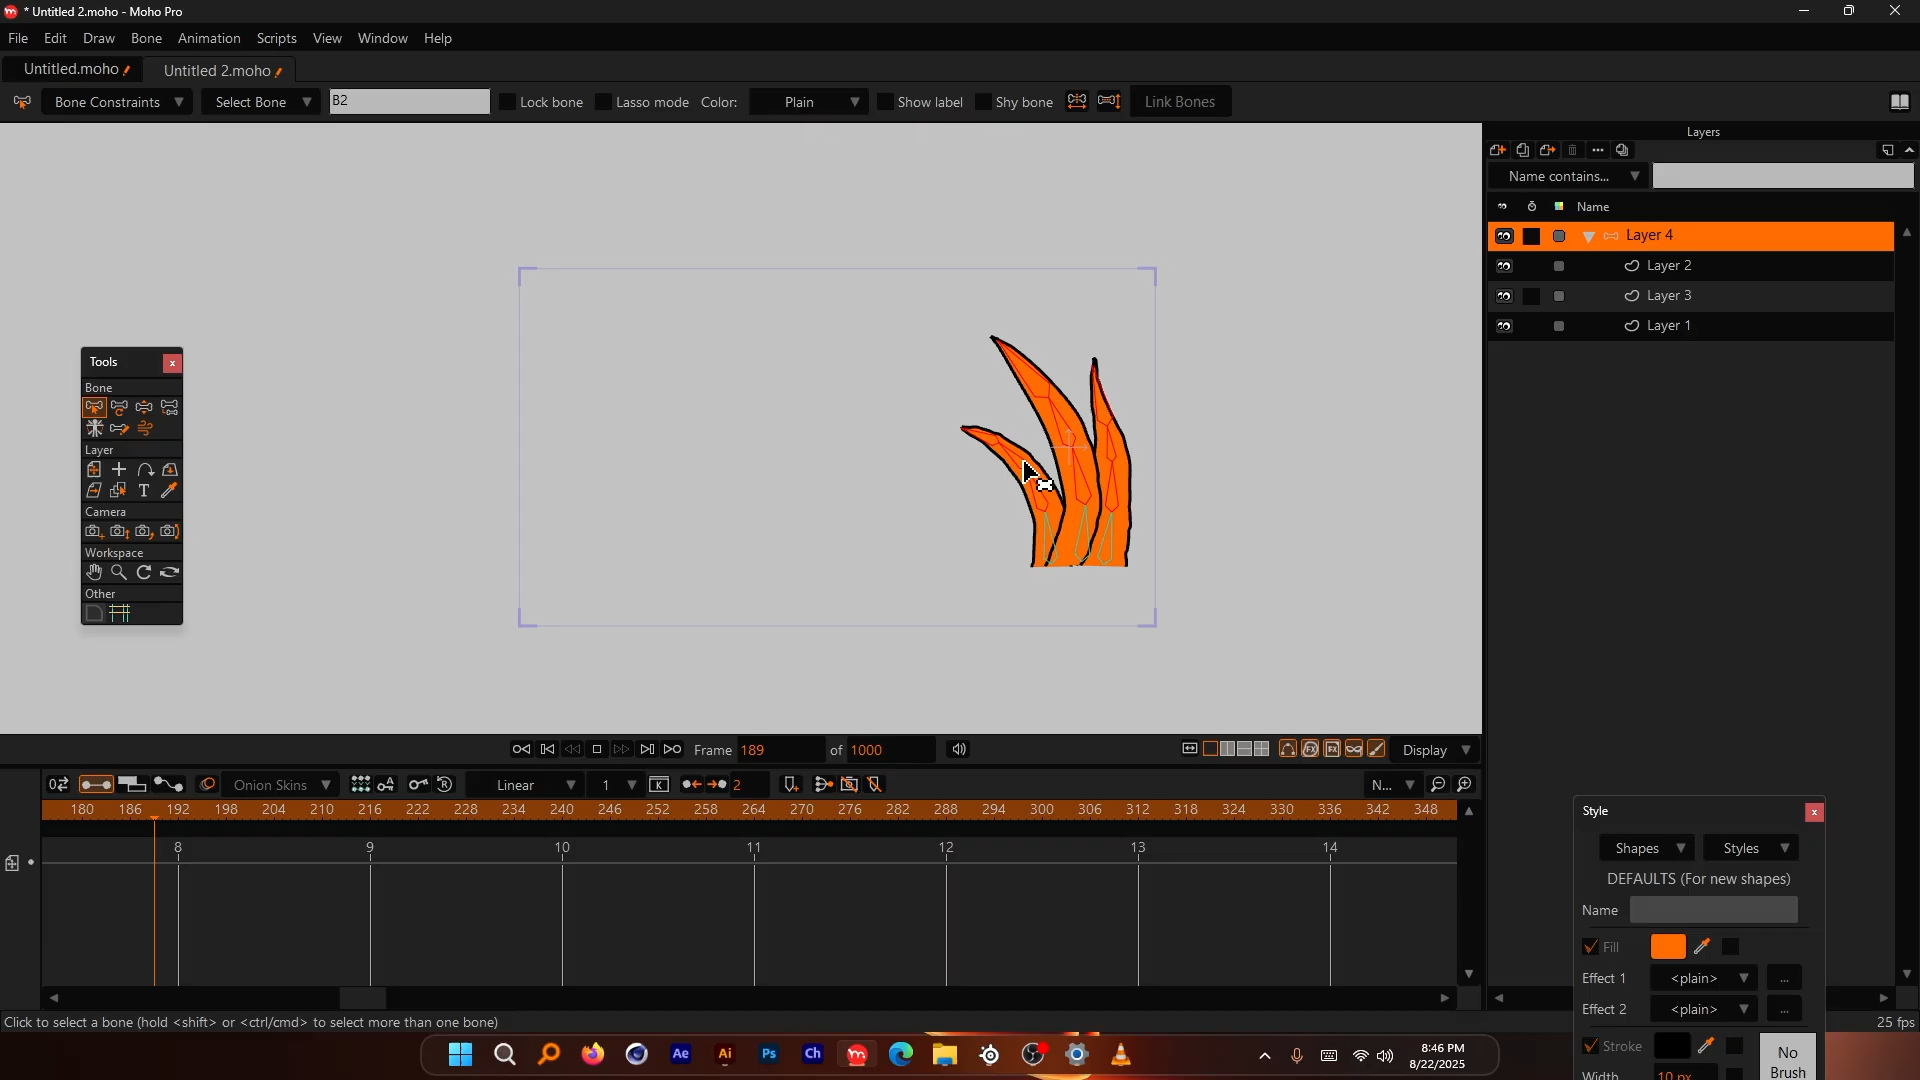 * Untitled 2.moho - Moho Pro
File Edit Draw Bone Animation Scripts View Window Help
Untitled.moho Untitled 2.moho
Bone Constraints Select Bone B2 Lock bone Lasso mode Color: Plain Show label Shy bone Link Bones
Layers
Name contains...
Name
Layer 4
Layer 2
Layer 3
Layer 1
Tools
Bone
Layer
Camera
Workspace
Other
Frame 189 of 1000 Display
Onion Skins Linear 1 2 N...
180 186 192 198 204 210 216 222 228 234 240 246 252 258 264 270 276 282 288 294 300 306 312 318 324 330 336 342 348
8 9 10 11 12 13 14
Style
Shapes Styles
DEFAULTS (For new shapes)
Name
Fill
Effect 1 <plain> ...
Effect 2 <plain> ...
Stroke
No
Brush
Width 10 px
Click to select a bone (hold <shift> or <ctrl/cmd> to select more than one bone)
25 fps
Ae Ai Ps Ch
8:46 PM
8/22/2025